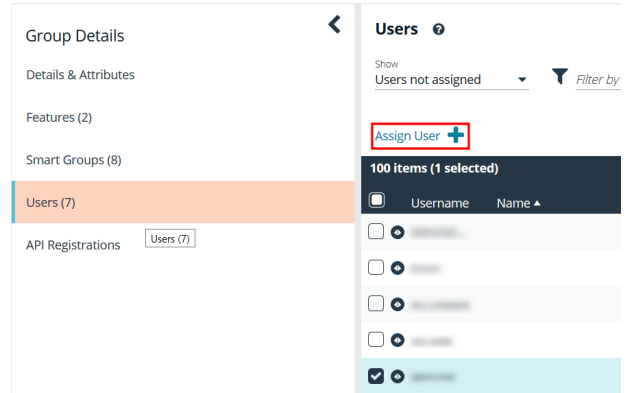 Group Details
Details & Attributes
Features (2)
Smart Groups (8)
Users (7)
API Registrations
Users (7)
Users
Show
Users not assigned
Filter by
Assign User
100 items (1 selected)
Username Name